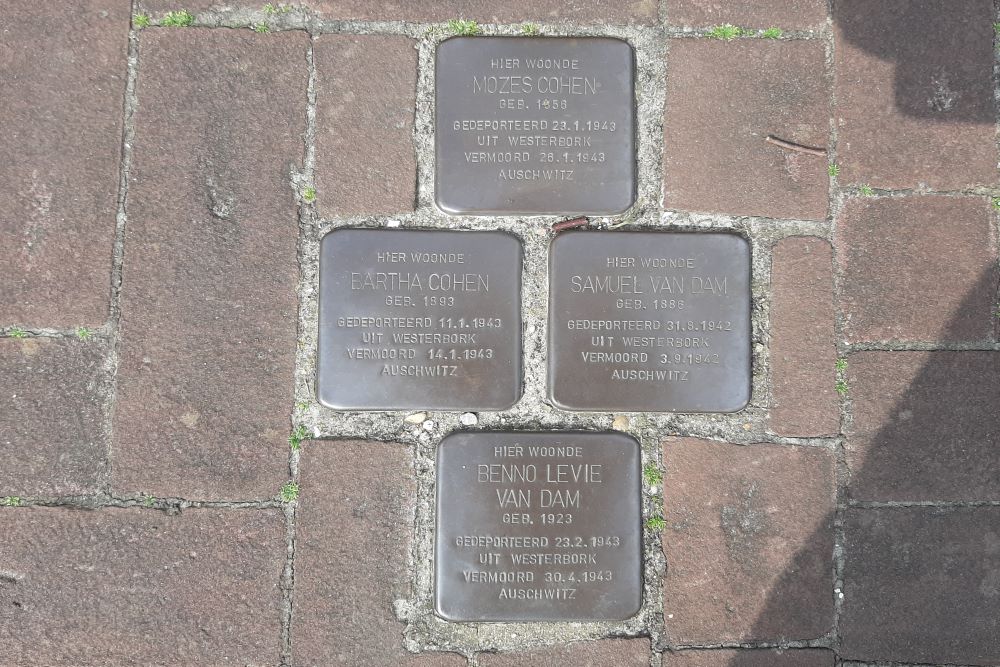 HIER WOONDE
MOZES COHEN
GEB. 1856
GEDEPORTEERD 23.1.1943
UIT WESTERBORK
VERMOORD 26.1.1943
AUSCHWITZ
HIER WOONDE
BARTHA COHEN
GEB. 1893
GEDEPORTEERD 11.1.1943
UIT WESTERBORK
VERMOORD 14.1.1943
AUSCHWITZ
HIER WOONDE
SAMUEL VAN DAM
GEB. 1886
GEDEPORTEERD 31.8.1942
UIT WESTERBORK
VERMOORD 3.9.1942
AUSCHWITZ
HIER WOONDE
BENNO LEVIE
VAN DAM
GEB. 1923
GEDEPORTEERD 23.2.1943
UIT WESTERBORK
VERMOORD 30.4.1943
AUSCHWITZ